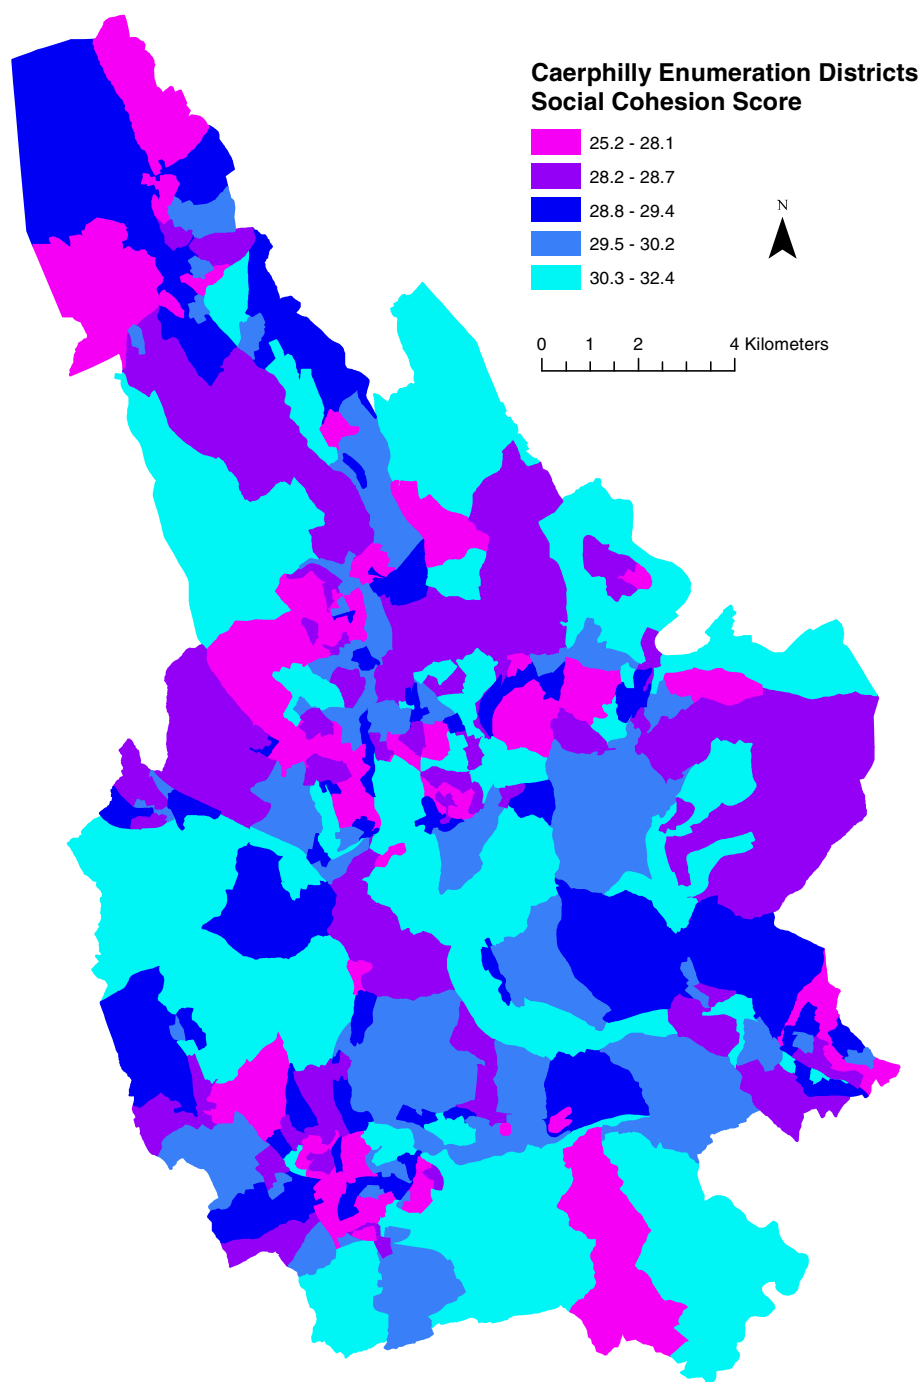 Caerphilly Enumeration Districts
Social Cohesion Score
25.2 - 28.1
28.2 - 28.7
28.8 - 29.4
29.5 - 30.2
30.3 - 32.4
N
0 1 2 4 Kilometers